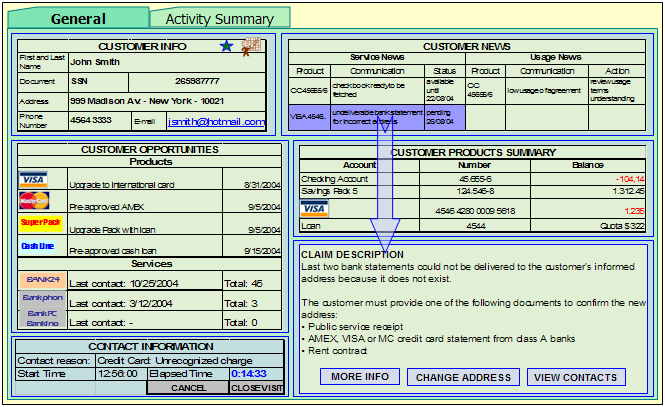 General
Activity Summary
CUSTOMER INFO
First and Last Name John Smith
Document SSN 265987777
Address 999 Madison Av. - New York - 10021
Phone Number 4564 3333 E-mail jsmith@hotmail.com
CUSTOMER NEWS
Service News Usage News
Product Communication Status Product Communication Action
CC45655/6 checkbook ready to be fetched available until 22/08/04 CC 45655/6 low usage of agreement review usage terms understanding
VISA 4546. undeliverable bank statement for incorrect address pending 25/08/04
CUSTOMER OPPORTUNITIES
Products
VISA Upgrade to International card 8/31/2004
MasterCard Pre-approved AMEX 9/5/2004
Super Pack Upgrade Pack with loan 9/5/2004
Cash Line Pre-approved cash loan 9/15/2004
Services
BANK24 Last contact: 10/25/2004 Total: 45
Bankphon Last contact: 3/12/2004 Total: 3
BankPC Banking Last contact: - Total: 0
CUSTOMER PRODUCTS SUMMARY
Account Number Balance
Checking Account 45.655-6 -104,14
Savings Pack 5 124.546-8 1.312.45
VISA 4546 4280 0009 5618 1.235
Loan 4544 Quota $ 322
CLAIM DESCRIPTION
Last two bank statements could not be delivered to the customer's informed
address because it does not exist.
The customer must provide one of the following documents to confirm the new
address:
• Public service receipt
• AMEX, VISA or MC credit card statement from class A banks
• Rent contract
MORE INFO CHANGE ADDRESS VIEW CONTACTS
CONTACT INFORMATION
Contact reason: Credit Card: Unrecognized charge
Start Time 12:56:00 Elapsed Time 0:14:33
CANCEL CLOSE VISIT